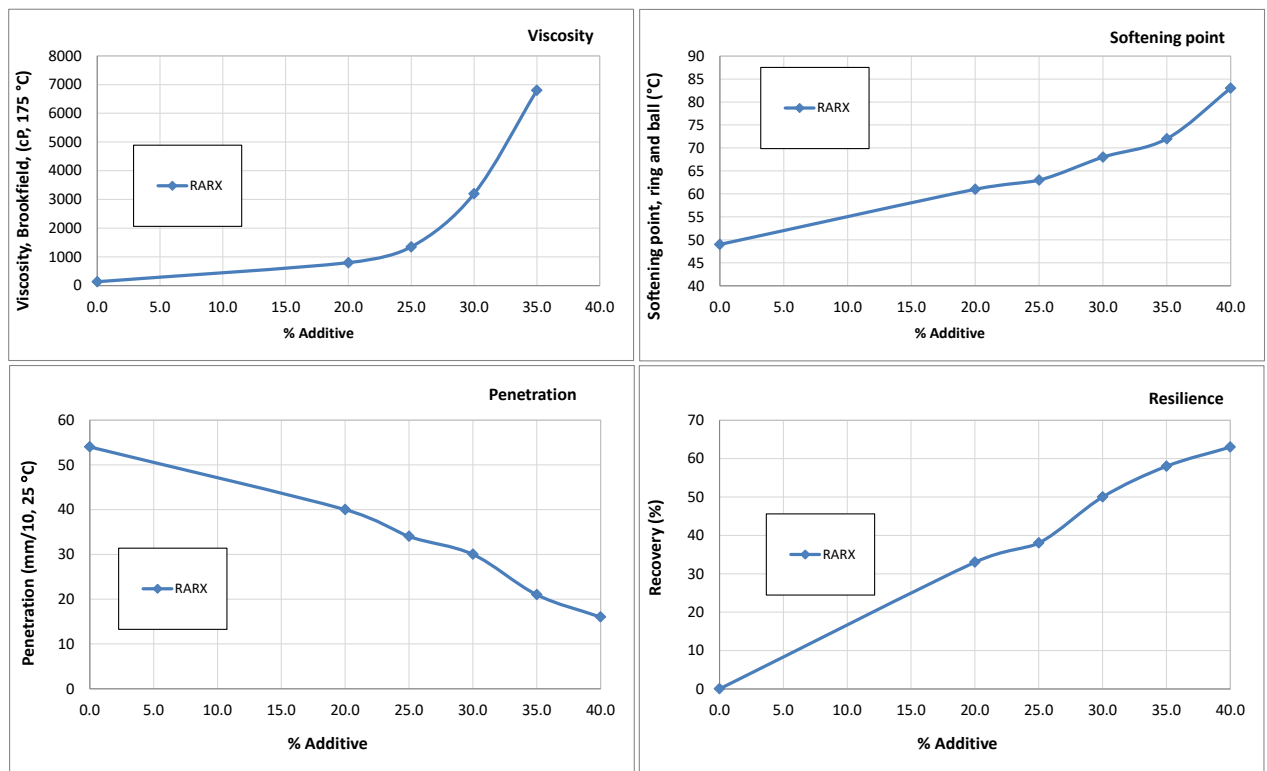 Viscosity
Viscosity, Brookfield, (cP, 175 °C)
8000
7000
6000
5000
4000
3000
2000
1000
0
RARX
0.0 5.0 10.0 15.0 20.0 25.0 30.0 35.0 40.0
% Additive
Softening point
Softening point, ring and ball (°C)
90
85
80
75
70
65
60
55
50
45
40
RARX
0.0 5.0 10.0 15.0 20.0 25.0 30.0 35.0 40.0
% Additive
Penetration
Penetration (mm/10, 25 °C)
60
50
40
30
20
10
0
RARX
0.0 5.0 10.0 15.0 20.0 25.0 30.0 35.0 40.0
% Additive
Resilience
Recovery (%)
70
60
50
40
30
20
10
0
RARX
0.0 5.0 10.0 15.0 20.0 25.0 30.0 35.0 40.0
% Additive